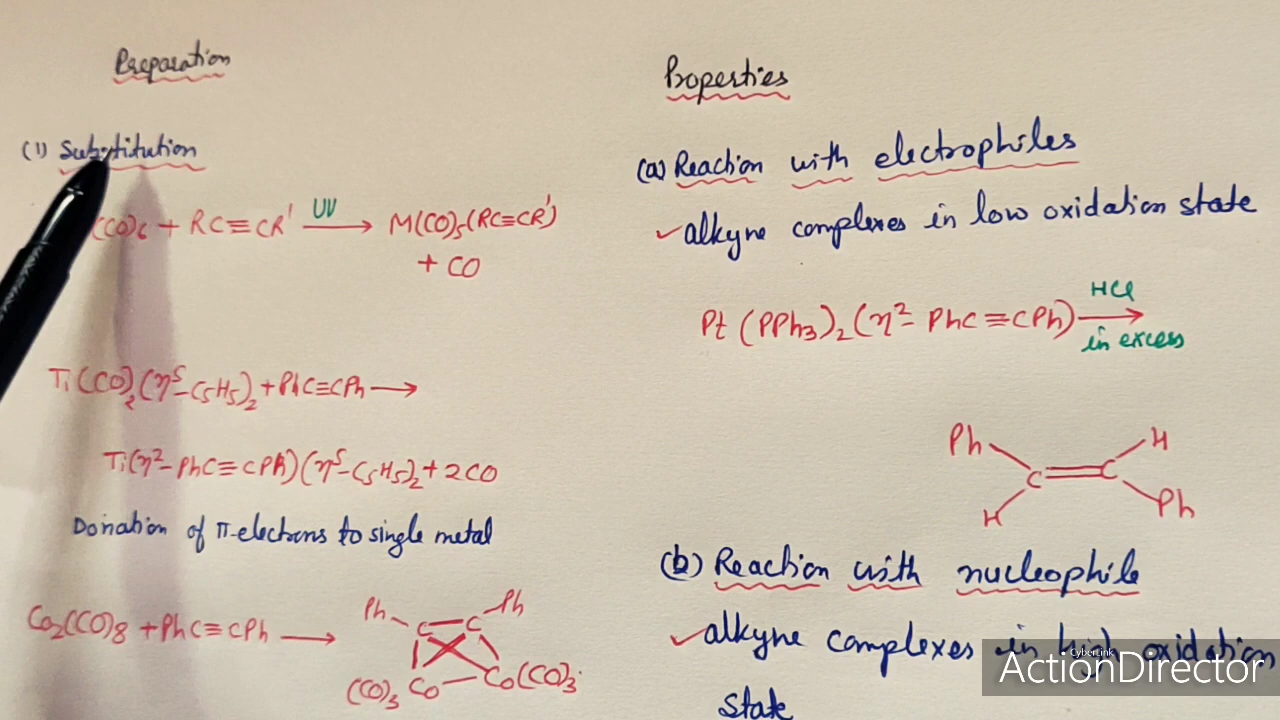 Preparation
(1) Substitution
(CO)6 + RC≡CR' UV → M(CO)5(RC≡CR')
+ CO
Ti(CO)2(η5-C5H5)2 + PhC≡CPh →
Ti(η2-PhC≡CPh)(η5-C5H5)2 + 2CO
Donation of π-electrons to single metal
Co2(CO)8 + PhC≡CPh →
Ph Ph
C C
(CO)3 Co Co(CO)3
Properties
(a) Reaction with electrophiles
✓alkyne complexes in low oxidation state
Pt (PPh3)2 (η2- PhC≡CPh) HCl →
in excess
Ph H
C=C
H Ph
(b) Reaction with nucleophile
✓alkyne complexes in high oxidation
state
CyberLink
ActionDirector